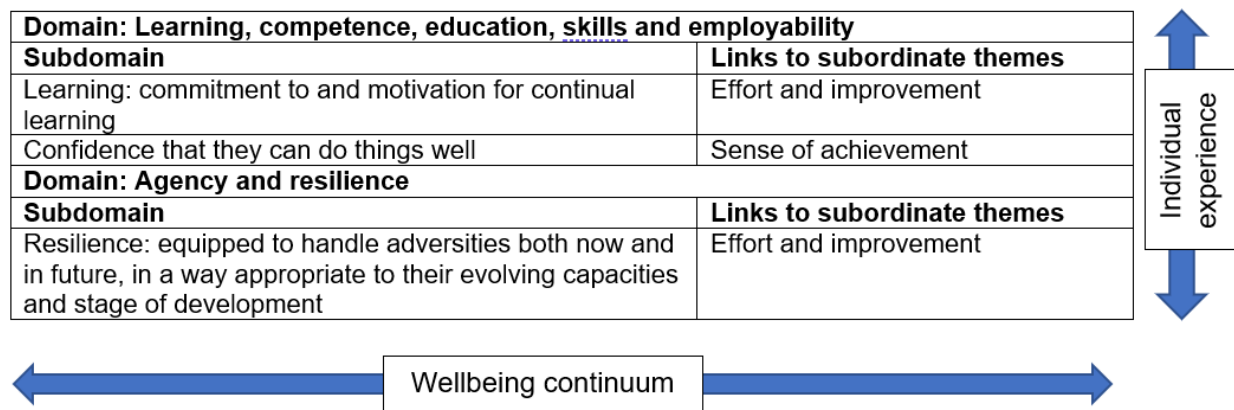 Domain: Learning, competence, education, skills and employability
Subdomain Links to subordinate themes
Learning: commitment to and motivation for continual Effort and improvement
learning
Confidence that they can do things well Sense of achievement
Domain: Agency and resilience
Subdomain Links to subordinate themes
Resilience: equipped to handle adversities both now and Effort and improvement
in future, in a way appropriate to their evolving capacities
and stage of development
Individual
experience
Wellbeing continuum